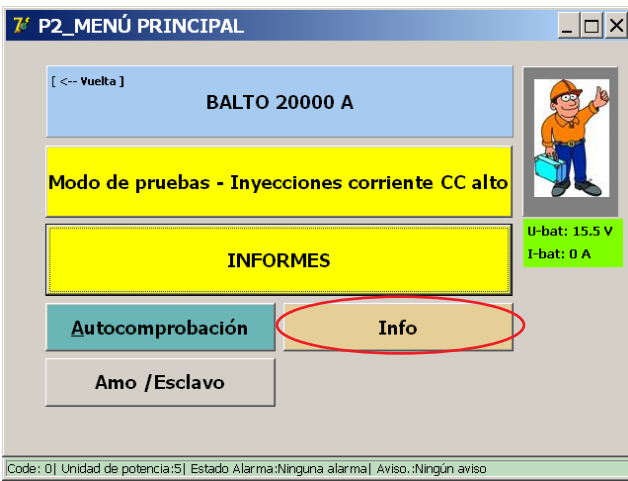 P2_MENÚ PRINCIPAL
[ <-- Vuelta ]
BALTO 20000 A
Modo de pruebas - Inyecciones corriente CC alto
U-bat: 15.5 V
I-bat: 0 A
INFORMES
Autocomprobación
Info
Amo /Esclavo
Code: 0| Unidad de potencia:5| Estado Alarma:Ninguna alarma| Aviso.:Ningún aviso